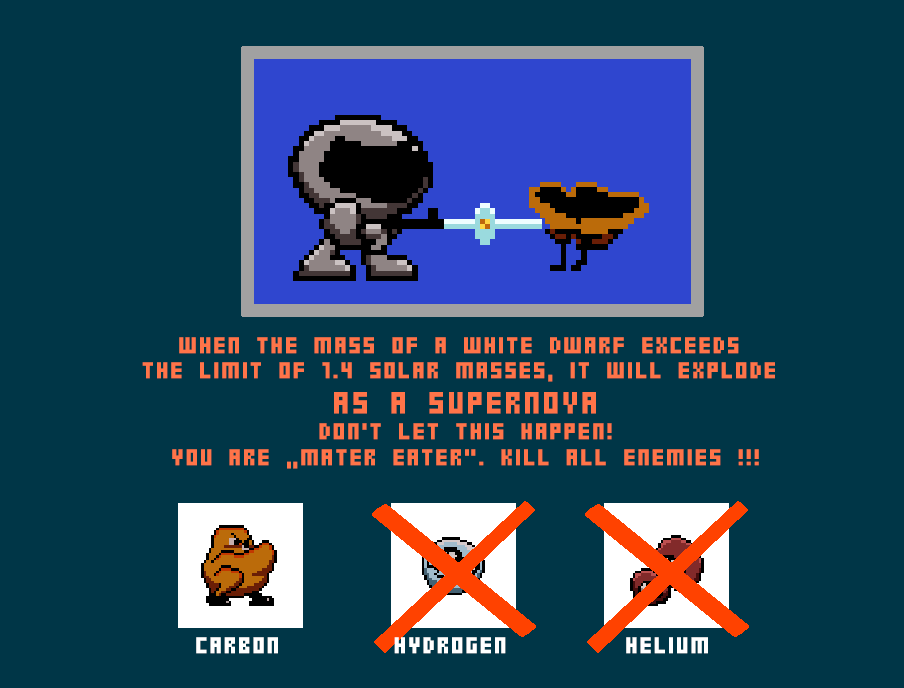 WHEN THE MASS OF A WHITE DWARF EXCEEDS
THE LIMIT OF 1.4 SOLAR MASSES, IT WILL EXPLODE
AS A SUPERNOVA
DON'T LET THIS HAPPEN!
YOU ARE „MATER EATER". KILL ALL ENEMIES !!!
CARBON
HYDROGEN
HELIUM